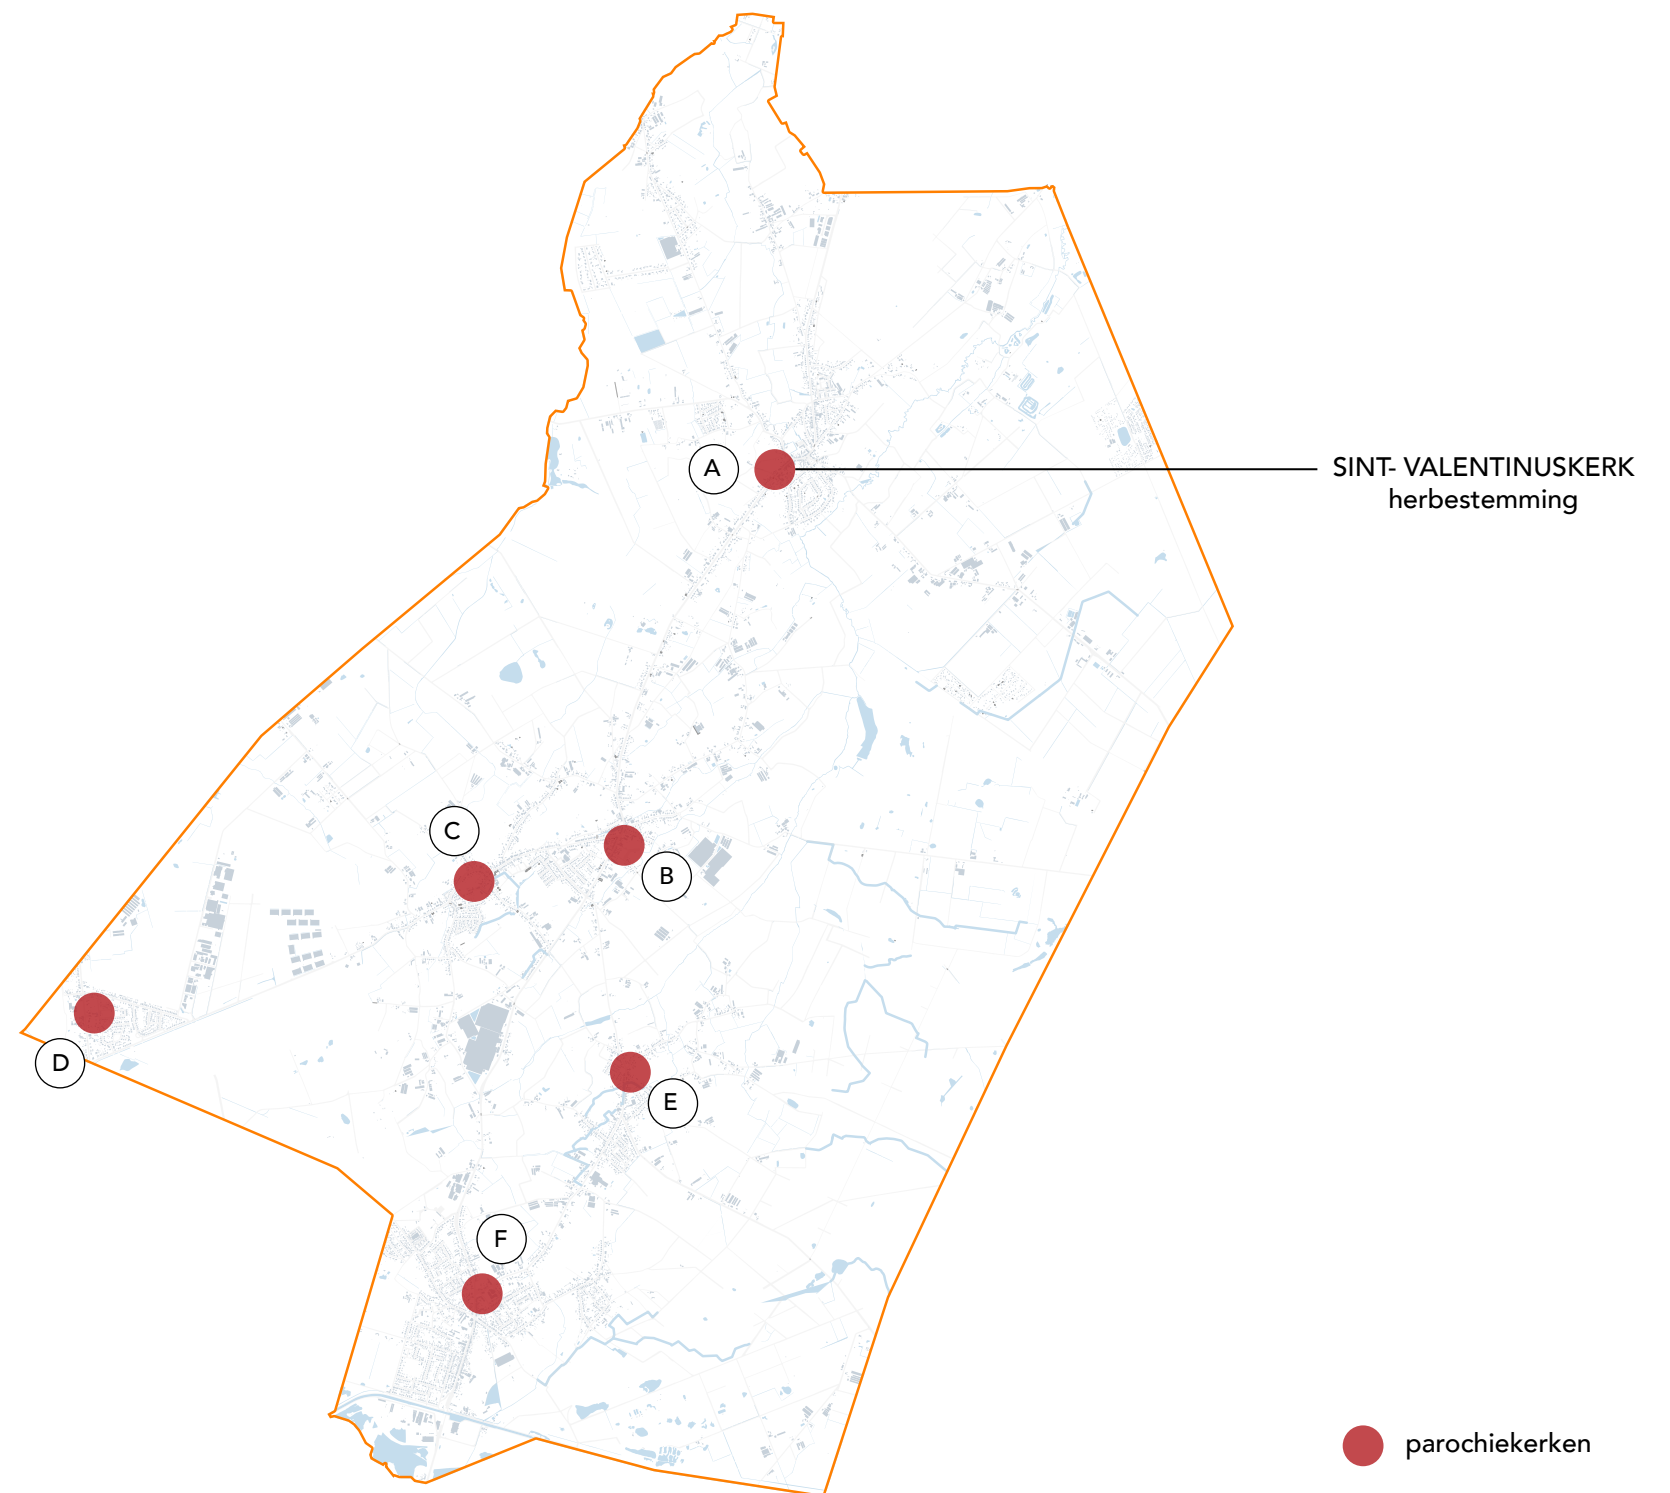 A
SINT- VALENTINUSKERK
herbestemming
C
B
D
E
F
parochiekerken